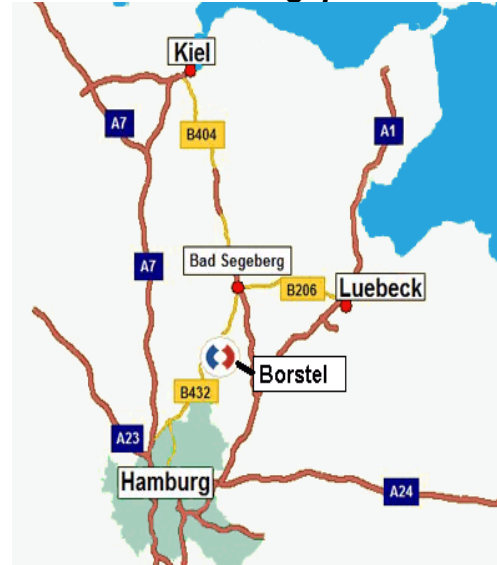 Kiel
A7
B404
A1
Bad Segeberg
A7
B206
Luebeck
Borstel
B432
A23
Hamburg
A24